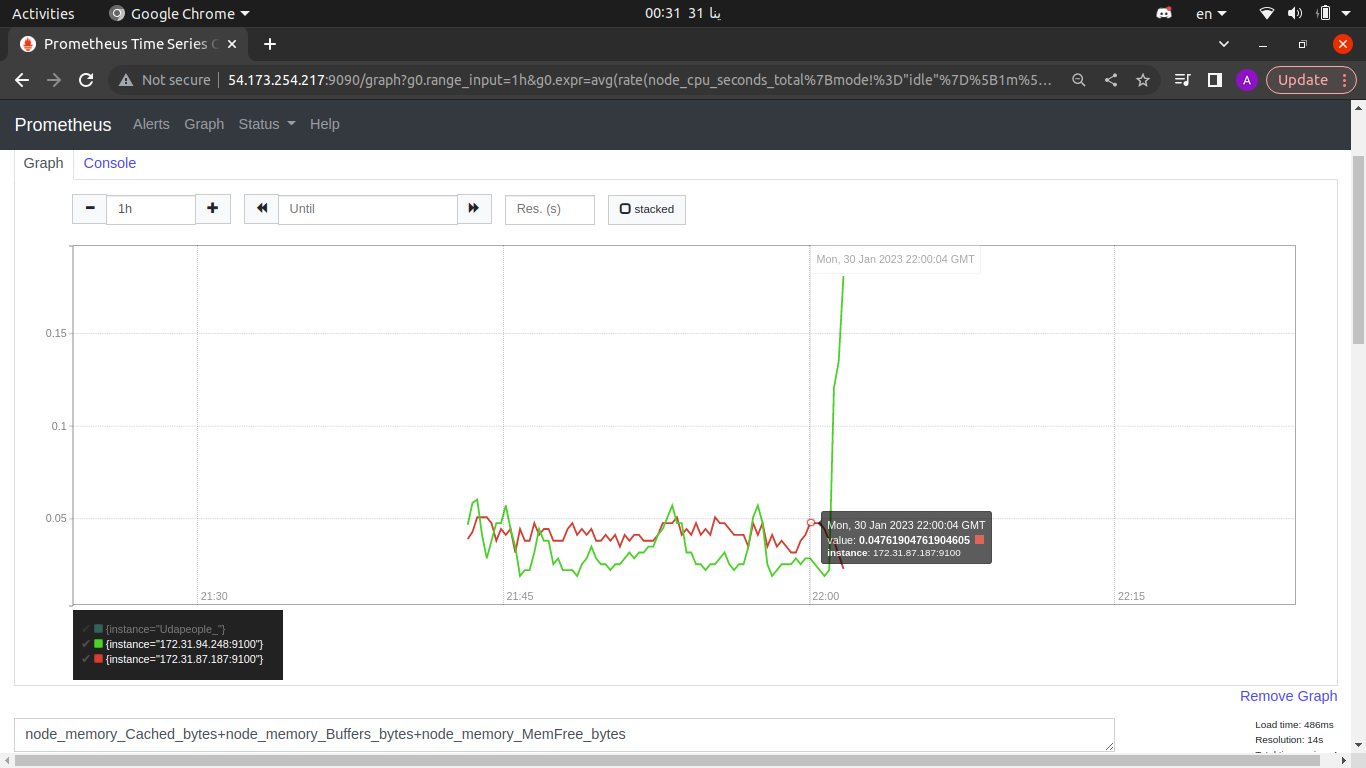 Activities
Google Chrome
00:31 31 ينا
en
Prometheus Time Series C
Not secure
54.173.254.217:9090/graph?g0.range_input=1h&g0.expr=avg(rate(node_cpu_seconds_total%7Bmode!%3D"idle"%7D%5B1m%5...
A
Update
Prometheus
Alerts
Graph
Status
Help
Graph
Console
1h
Until
Res. (s)
stacked
Mon, 30 Jan 2023 22:00:04 GMT
0.15
0.1
0.05
Mon, 30 Jan 2023 22:00:04 GMT
value: 0.04761904761904605
instance: 172.31.87.187:9100
21:30
21:45
22:00
22:15
✔ {instance="Udapeople_"}
✔ {instance="172.31.94.248:9100"}
✔ {instance="172.31.87.187:9100"}
Remove Graph
node_memory_Cached_bytes+node_memory_Buffers_bytes+node_memory_MemFree_bytes
Load time: 486ms
Resolution: 14s